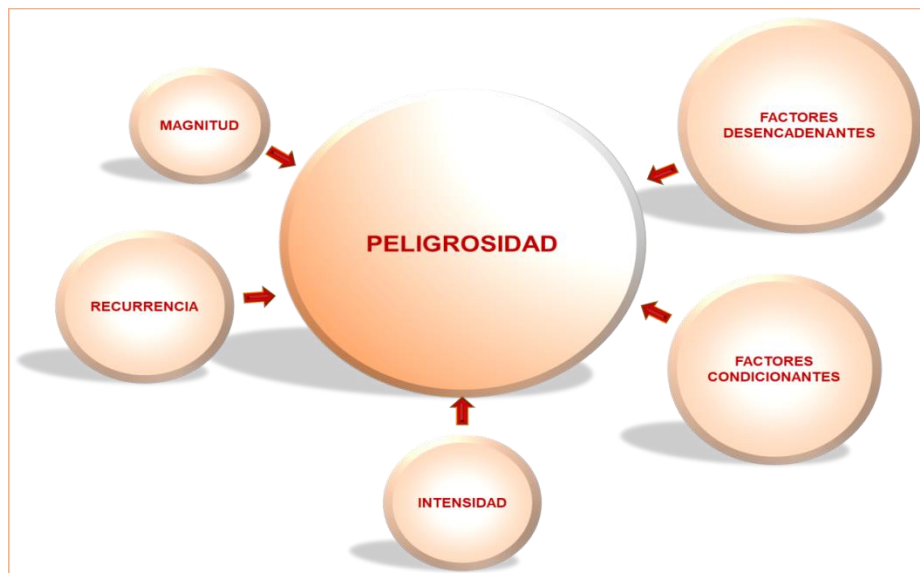 MAGNITUD
FACTORES
DESENCADENANTES
PELIGROSIDAD
RECURRENCIA
FACTORES
CONDICIONANTES
INTENSIDAD